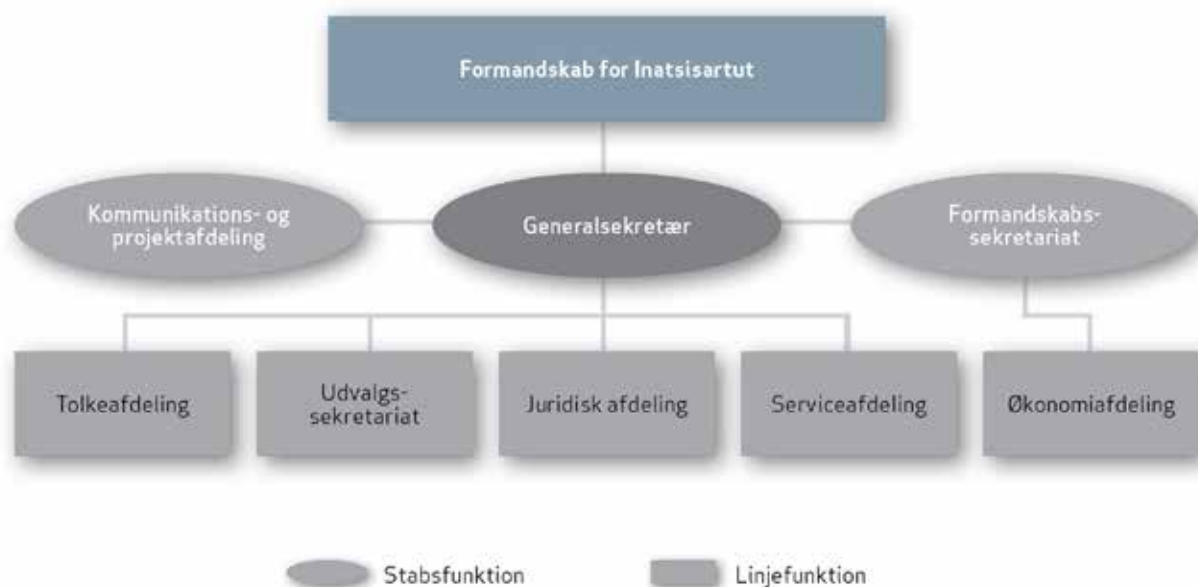 Formandskab for Inatsisartut
Kommunikations- og
projektafdeling
Generalsekretær
Formandskabs-
sekretariat
Tolkeafdeling
Udvalgs-
sekretariat
Juridisk afdeling
Serviceafdeling
Økonomiafdeling
Stabsfunktion
Linjefunktion